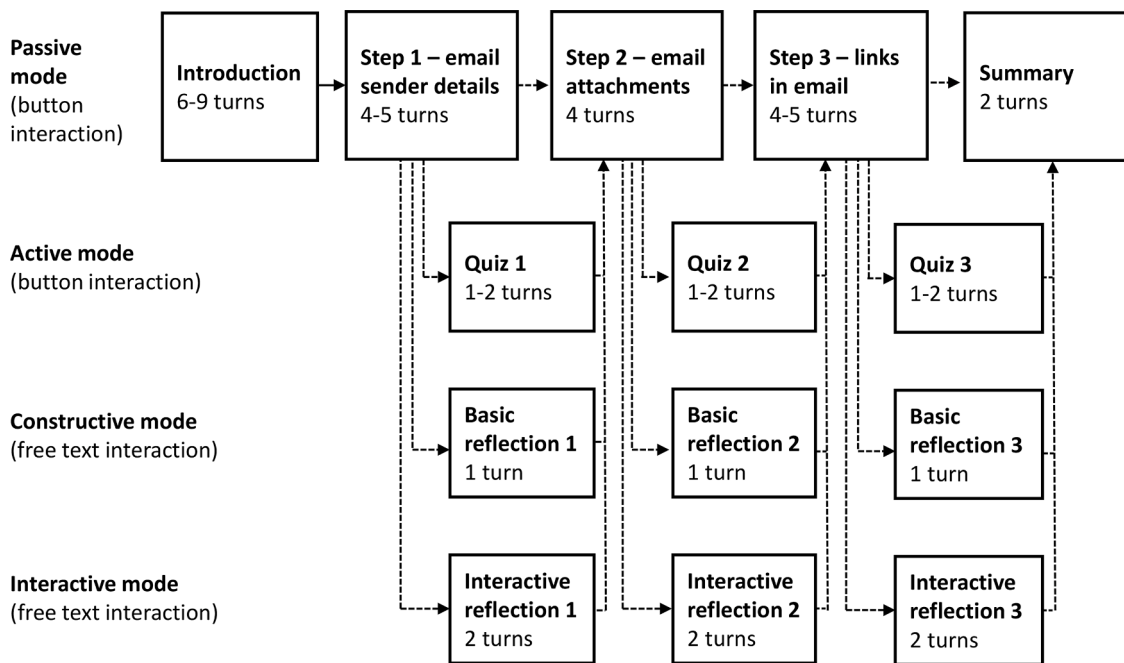 Passive
mode
(button
interaction)
Introduction
6-9 turns
Step 1 – email
sender details
4-5 turns
Step 2 – email
attachments
4 turns
Step 3 – links
in email
4-5 turns
Summary
2 turns
Active mode
(button interaction)
Quiz 1
1-2 turns
Quiz 2
1-2 turns
Quiz 3
1-2 turns
Constructive mode
(free text interaction)
Basic
reflection 1
1 turn
Basic
reflection 2
1 turn
Basic
reflection 3
1 turn
Interactive mode
(free text interaction)
Interactive
reflection 1
2 turns
Interactive
reflection 2
2 turns
Interactive
reflection 3
2 turns